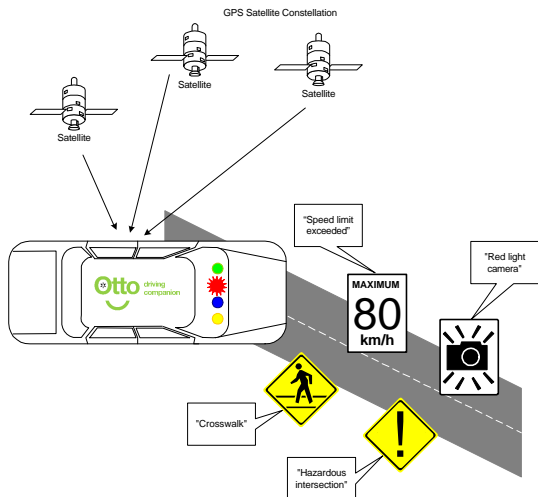 GPS Satellite Constellation
Satellite
Satellite
Satellite
"Speed limit
exceeded"
"Red light
camera"
MAXIMUM
80
km/h
Otto driving
companion
"Crosswalk"
!
"Hazardous
intersection"